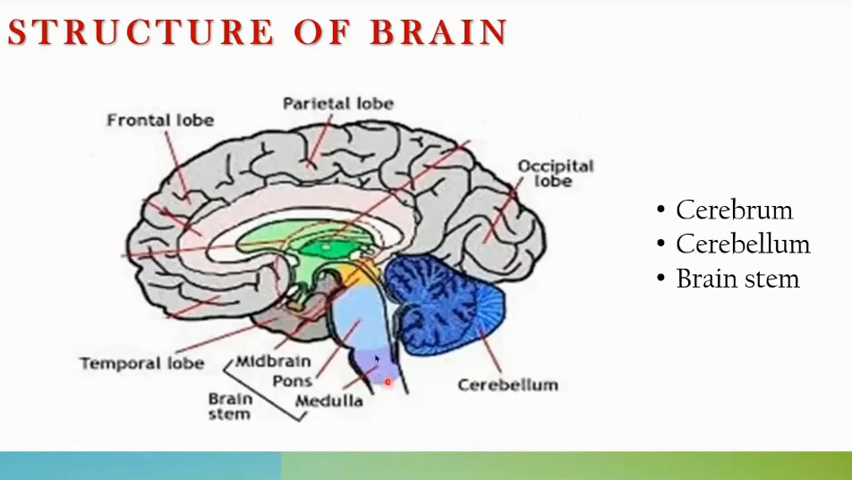 STRUCTURE OF BRAIN
Parietal lobe
Frontal lobe
Occipital
lobe
• Cerebrum
• Cerebellum
• Brain stem
Temporal lobe
Midbrain
Pons
Medulla
Brain
stem
Cerebellum